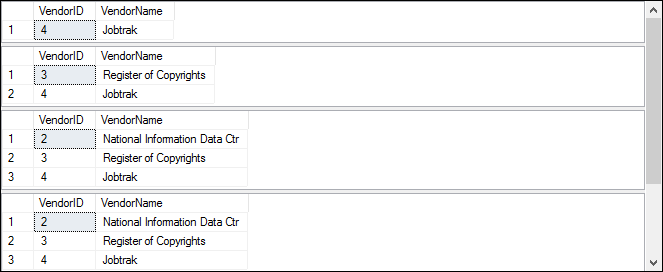 VendorID VendorName
1 4 Jobtrak
VendorID VendorName
1 3 Register of Copyrights
2 4 Jobtrak
VendorID VendorName
1 2 National Information Data Ctr
2 3 Register of Copyrights
3 4 Jobtrak
VendorID VendorName
1 2 National Information Data Ctr
2 3 Register of Copyrights
3 4 Jobtrak